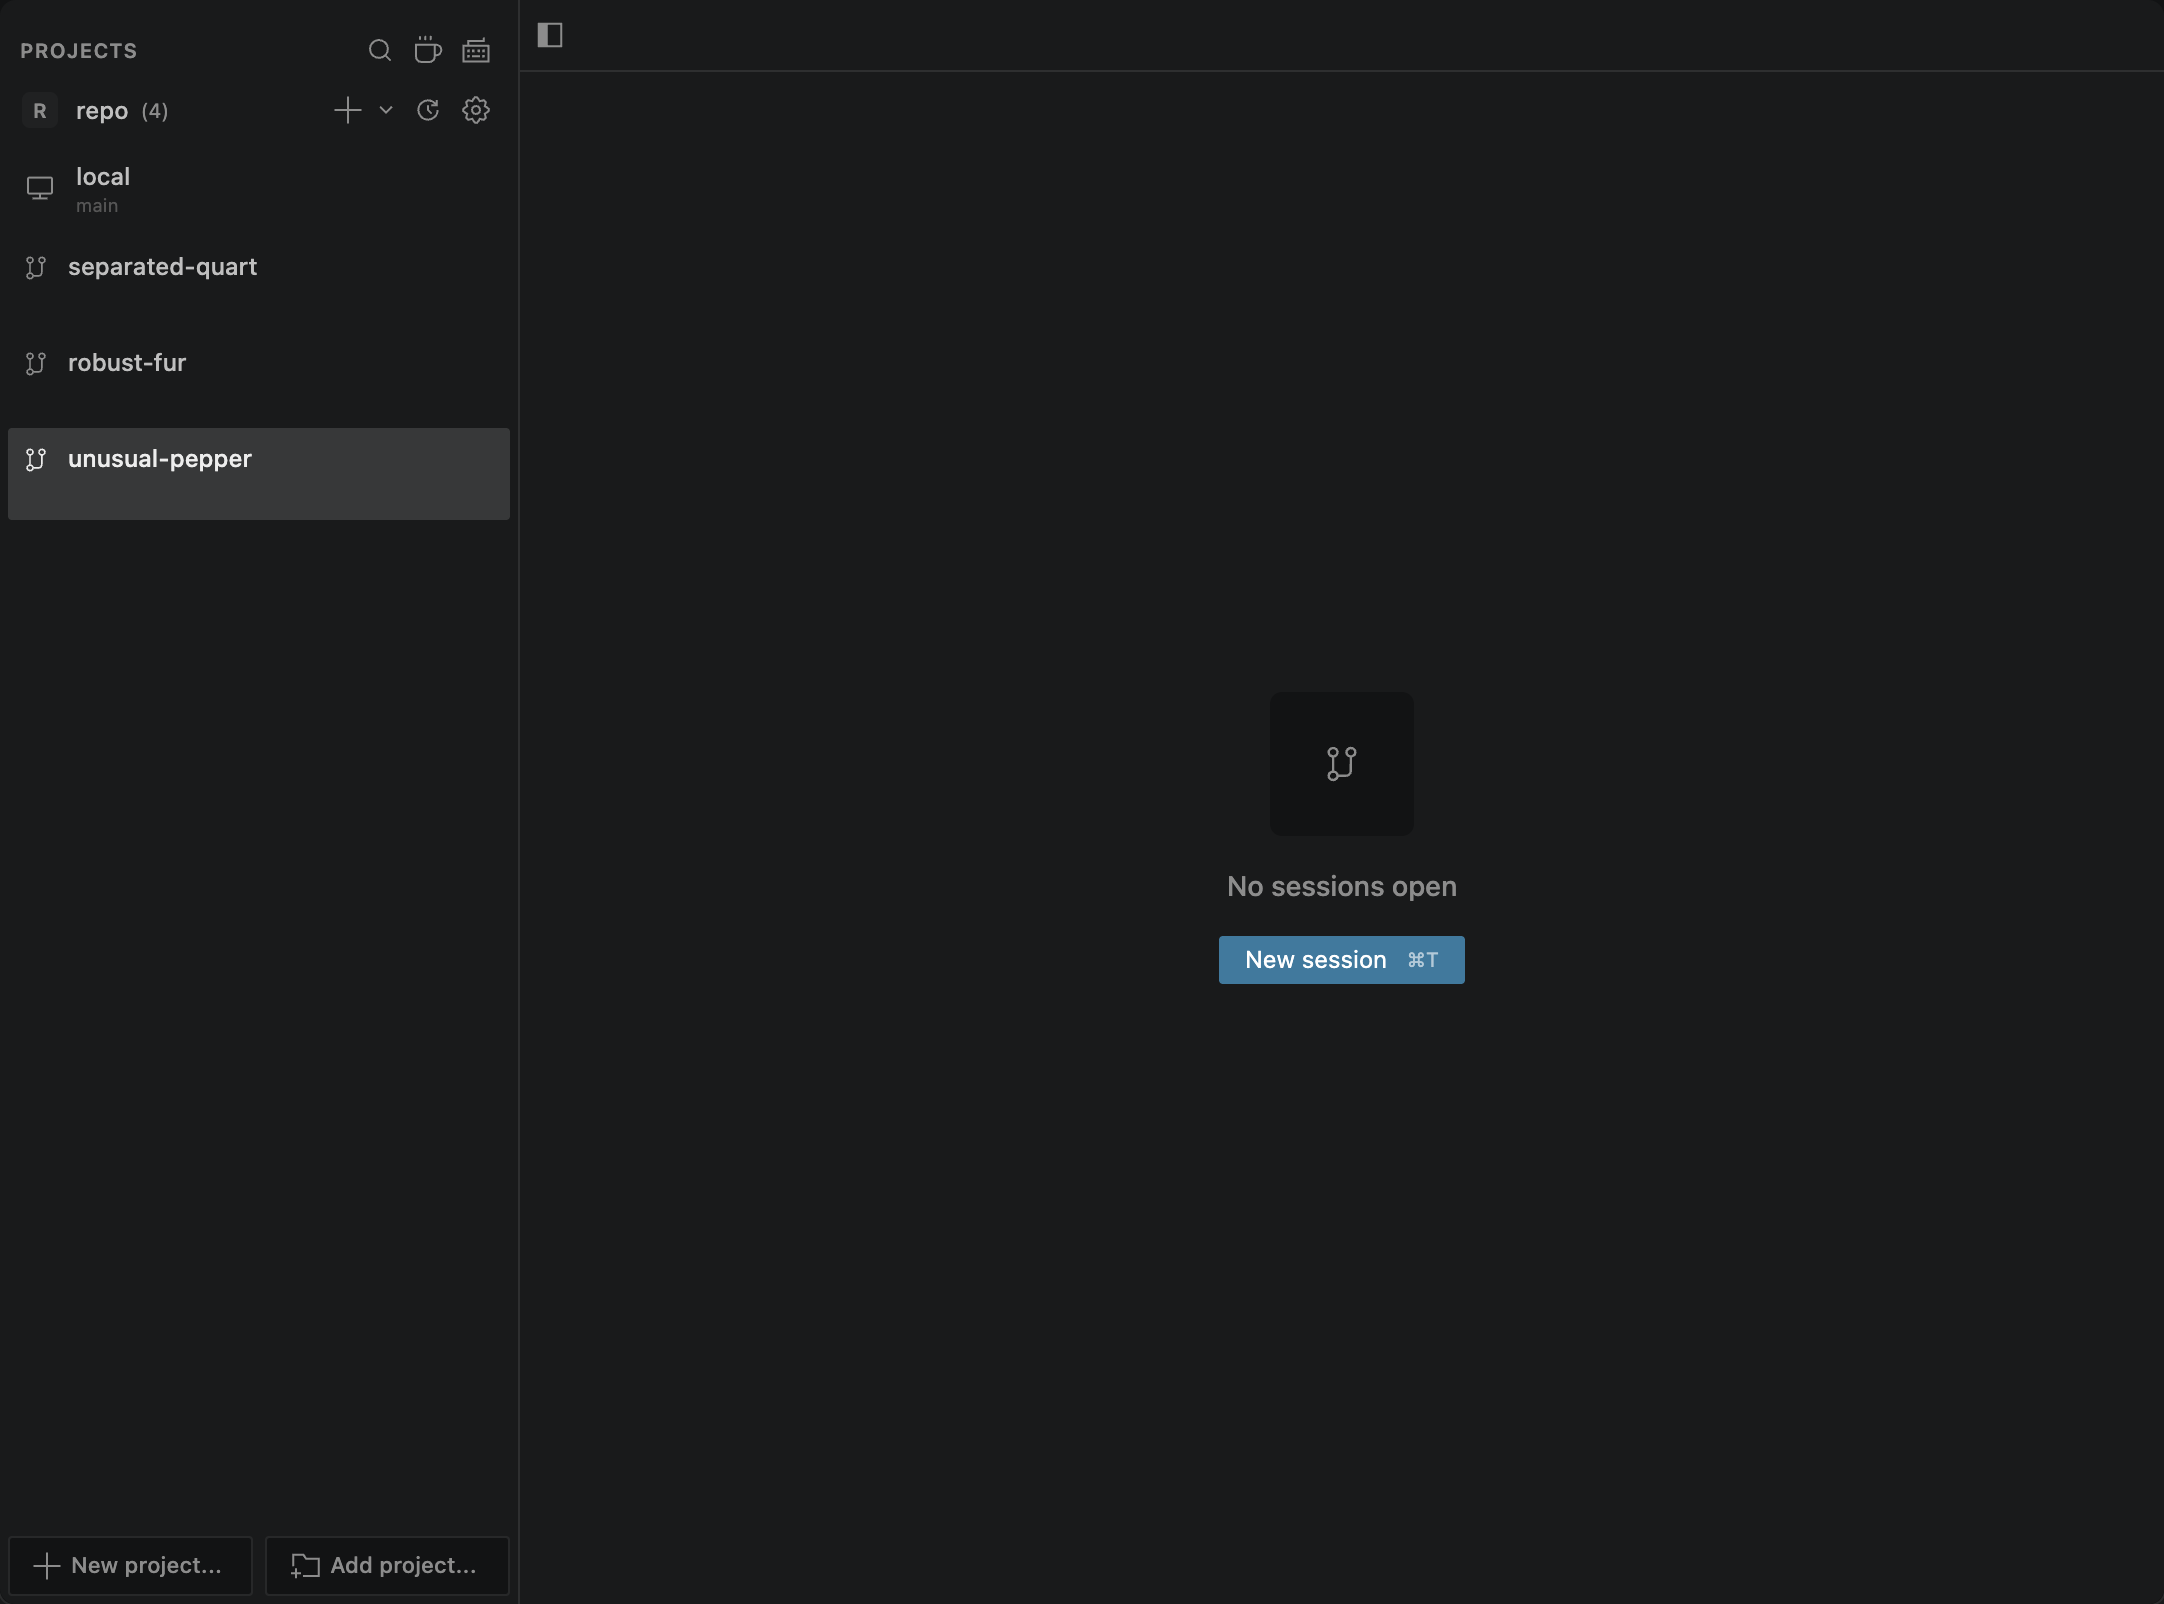 PROJECTS
R repo (4)
local
main
separated-quart
robust-fur
unusual-pepper
No sessions open
New session ⌘T
New project...
Add project...